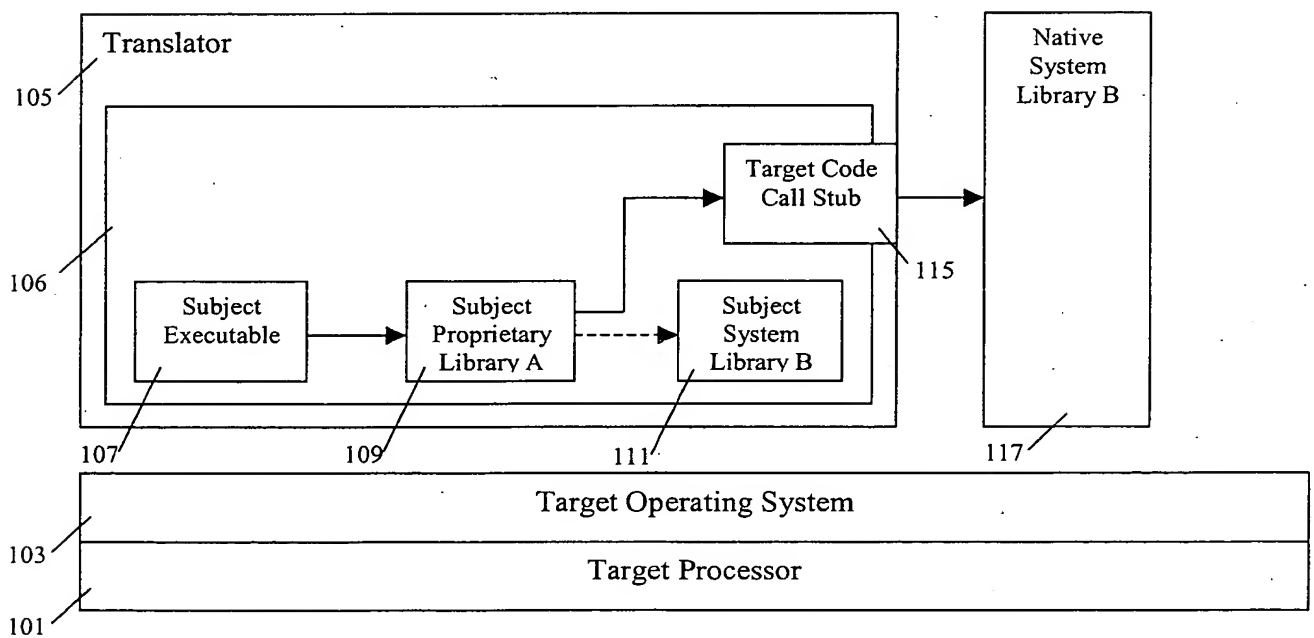 Translator
Native
System
Library B
105
Target Code
Call Stub
106
115
Subject
Executable
Subject
Proprietary
Library A
Subject
System
Library B
107
109
111
117
Target Operating System
103
Target Processor
101